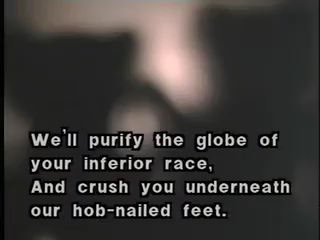 We'll purify the globe of
your inferior race,
And crush you underneath
our hob-nailed feet.